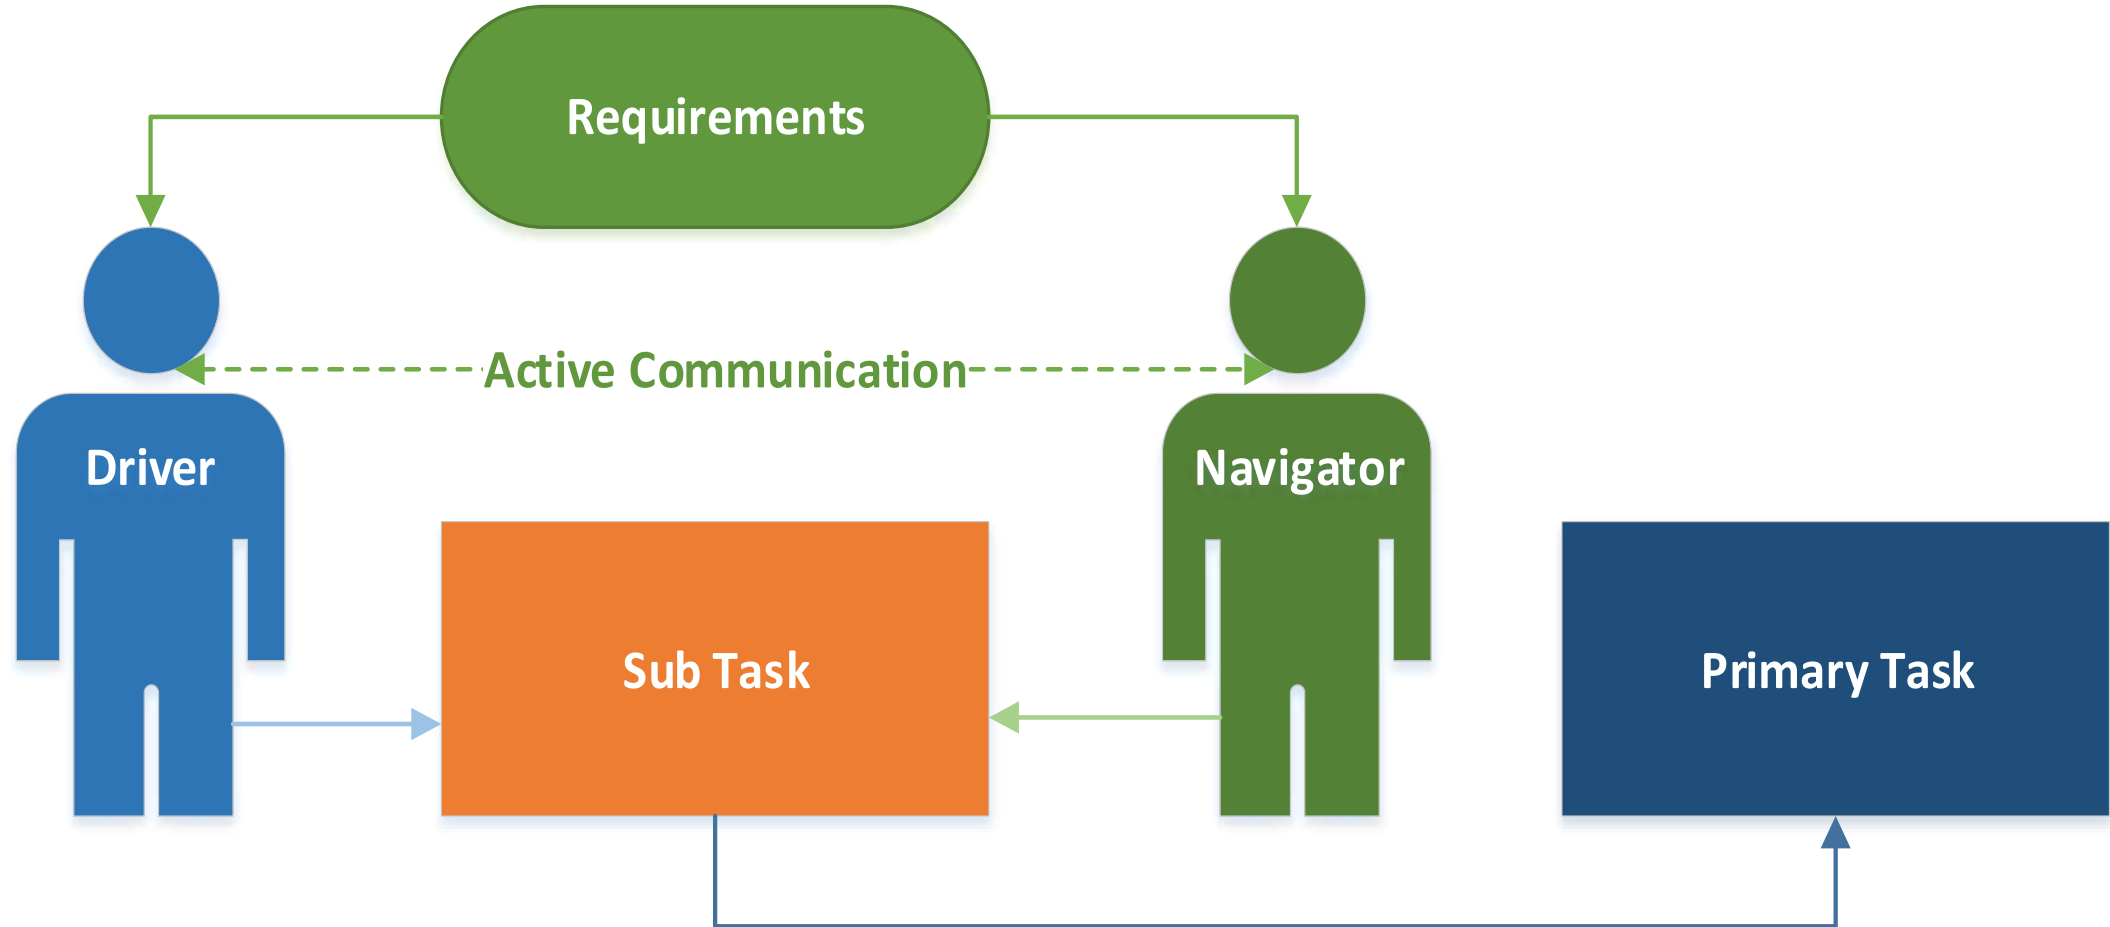 Requirements
Active Communication
Driver
Navigator
Sub Task
Primary Task